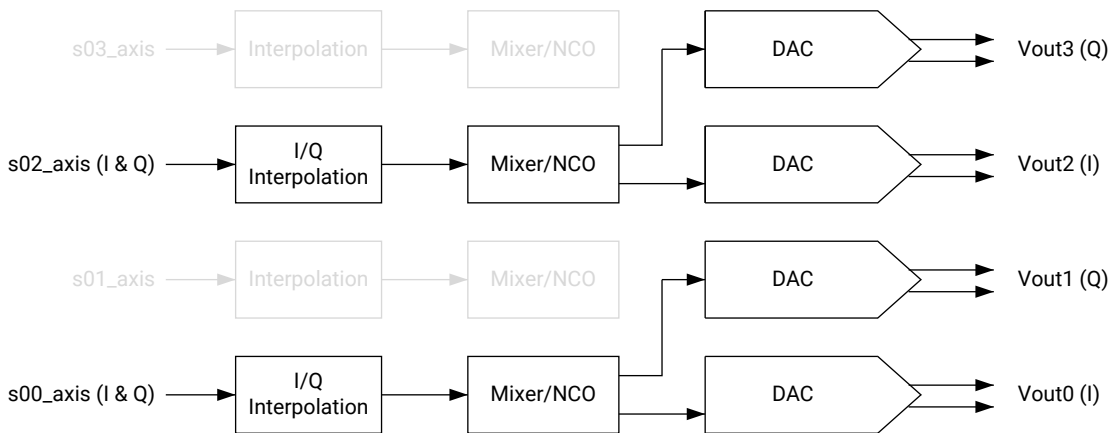 s03_axis
Interpolation
Mixer/NCO
DAC
Vout3 (Q)
s02_axis (I & Q)
I/Q
Interpolation
Mixer/NCO
DAC
Vout2 (I)
s01_axis
Interpolation
Mixer/NCO
DAC
Vout1 (Q)
s00_axis (I & Q)
I/Q
Interpolation
Mixer/NCO
DAC
Vout0 (I)